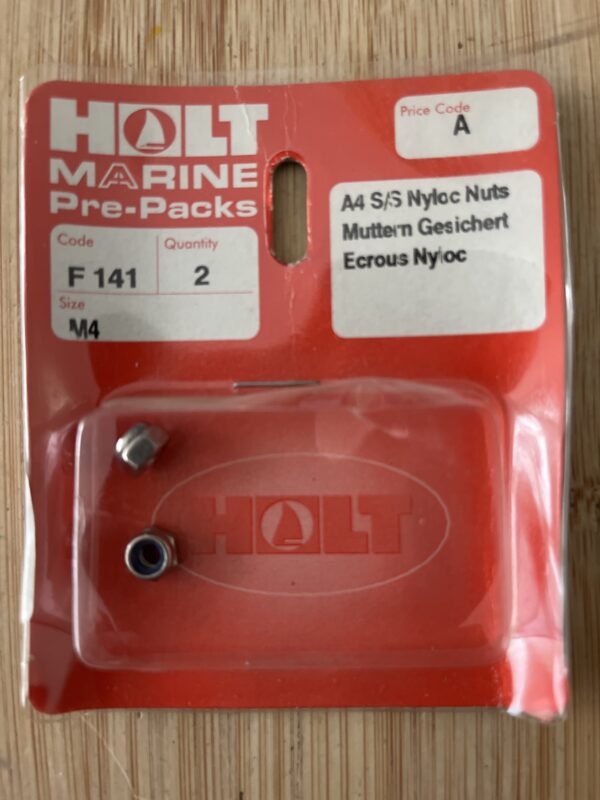 HOLT
MARINE
Pre-Packs
Price Code
A
A4 S/S Nyloc Nuts
Muttern Gesichert
Ecrous Nyloc
Code
F 141
Quantity
2
Size
M4
HOLT